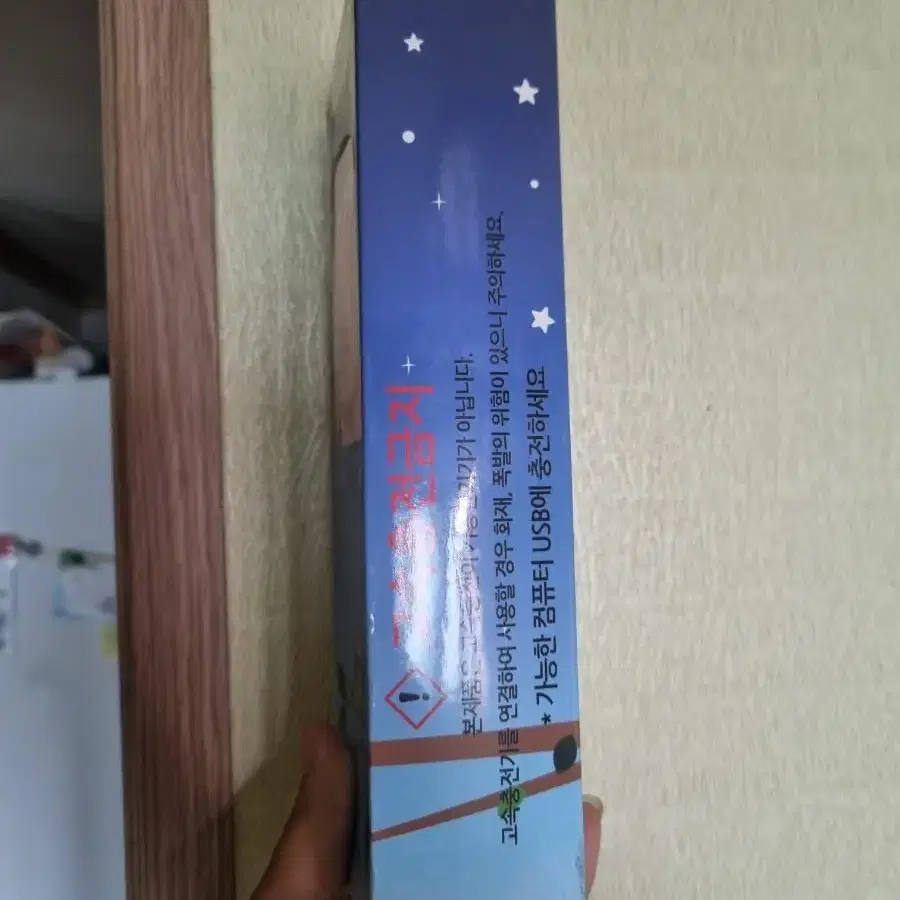 고속충전금지
본제품은 고속충전이 가능한 기기가 아닙니다.
고속충전기를 연결하여 사용할 경우 화재, 폭발의 위험이 있으니 주의하세요.
* 가능한 컴퓨터 USB에 충전하세요